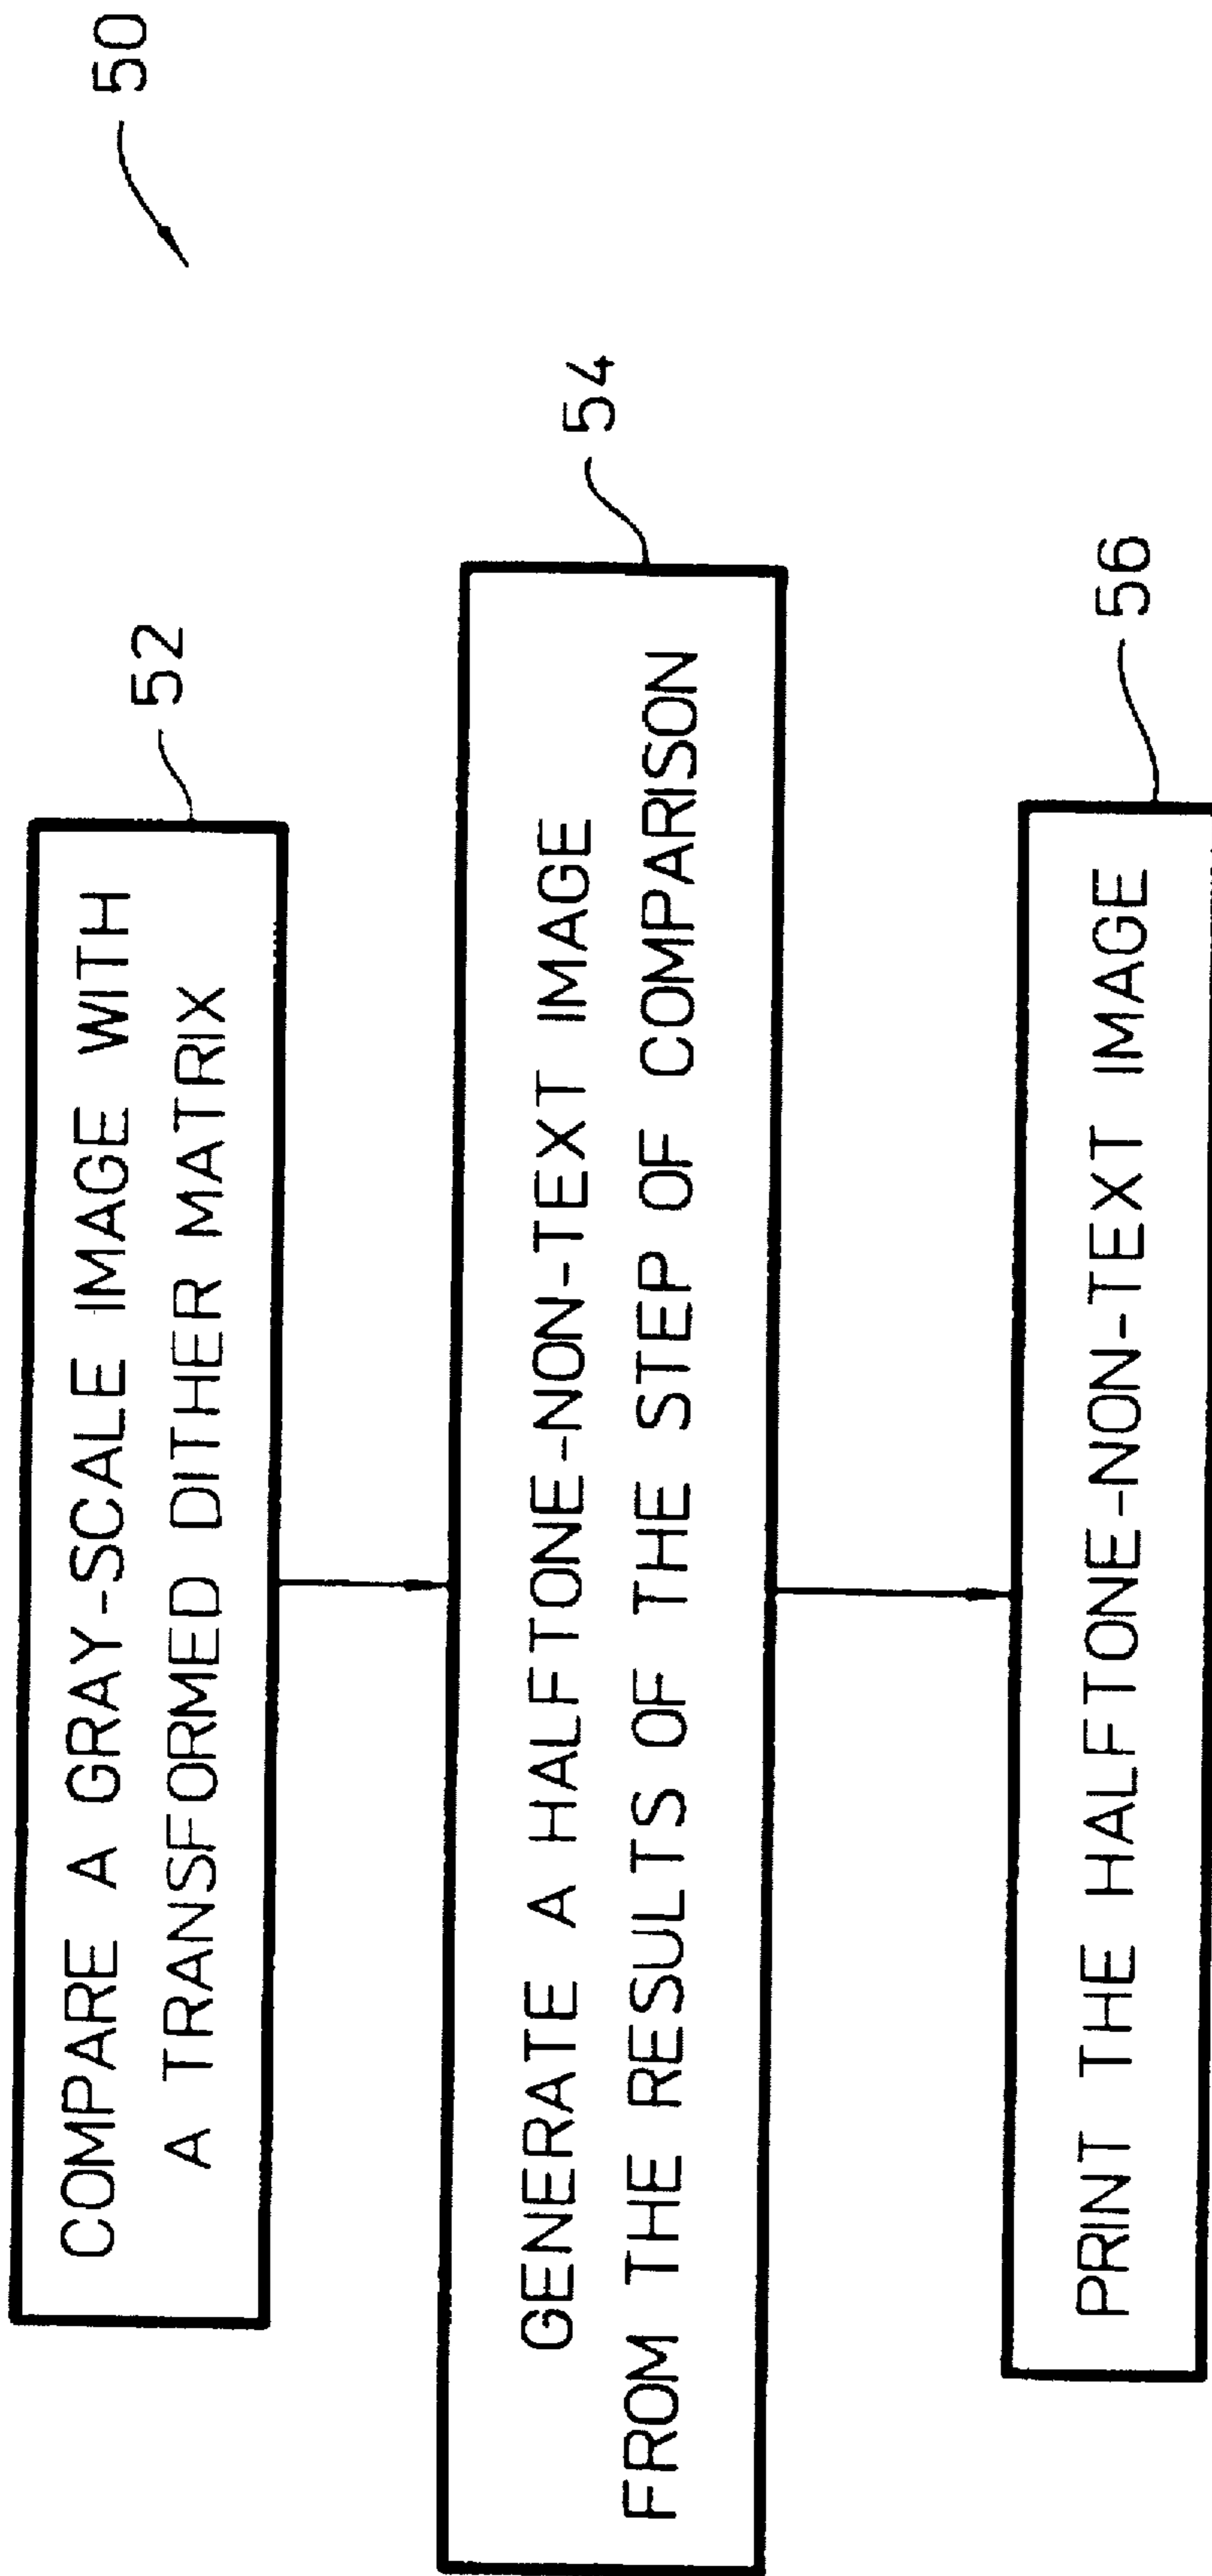 50
COMPARE A GRAY-SCALE IMAGE WITH
A TRANSFORMED DITHER MATRIX
52
GENERATE A HALFTONE-NON-TEXT IMAGE
FROM THE RESULTS OF THE STEP OF COMPARISON
54
PRINT THE HALFTONE-NON-TEXT IMAGE
56